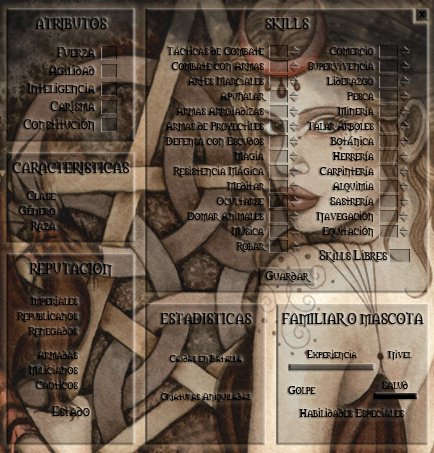 ATRIBUTOS
FUERZA
AGILIDAD
INTELIGENCIA
CARISMA
CONSTITUCIÓN
CARACTERISTICAS
CLASE
GÉNERO
RAZA
REPUTACIÓN
IMPERIALES
REPUBLICANOS
RENEGADOS
ARMADAS
MILICIANOS
CAÓTICOS
ESTADO
SKILLS
X
TÁCTICAS DE COMBATE
COMBATE CON ARMAS
ARTES MARCIALES
APUÑALAR
ARMAS ARROJADIZAS
ARMAS DE PROYECTILES
DEFENSA CON ESCUDOS
MAGIA
RESISTENCIA MÁGICA
MEDITAR
OCULTARSE
DOMAR ANIMALES
MUSICA
ROBAR
COMERCIO
SUPERVIVENCIA
LIDERAZGO
PESCA
MINERÍA
TALAR ÁRBOLES
BOTÁNICA
HERRERÍA
CARPINTERÍA
ALQUIMIA
SASTRERÍA
NAVEGACIÓN
EQUITACIÓN
SKILLS LIBRES
GUARDAR
ESTADÍSTICAS
CAIDAS EN BATALLA
CRIATURAS ANIQUILADAS
FAMILIAR O MASCOTA
EXPERIENCIA NIVEL
GOLPE SALUD
HABILIDADES ESPECIALES